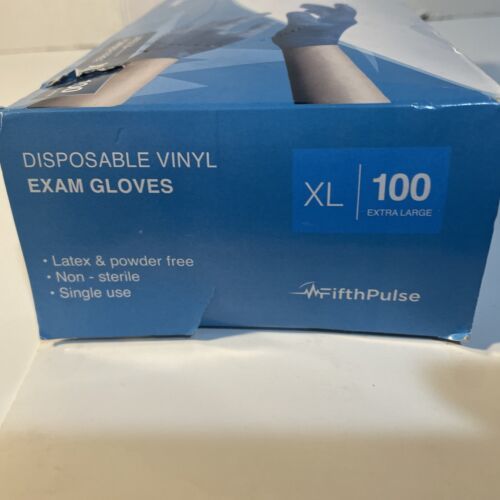 DISPOSABLE VINYL
EXAM GLOVES
XL
100
EXTRA LARGE
• Latex & powder free
• Non - sterile
• Single use
FifthPulse